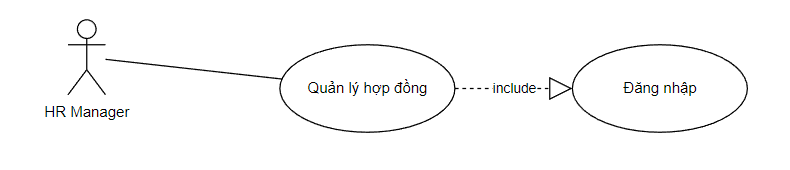 Quản lý hợp đồng
include
Đăng nhập
HR Manager